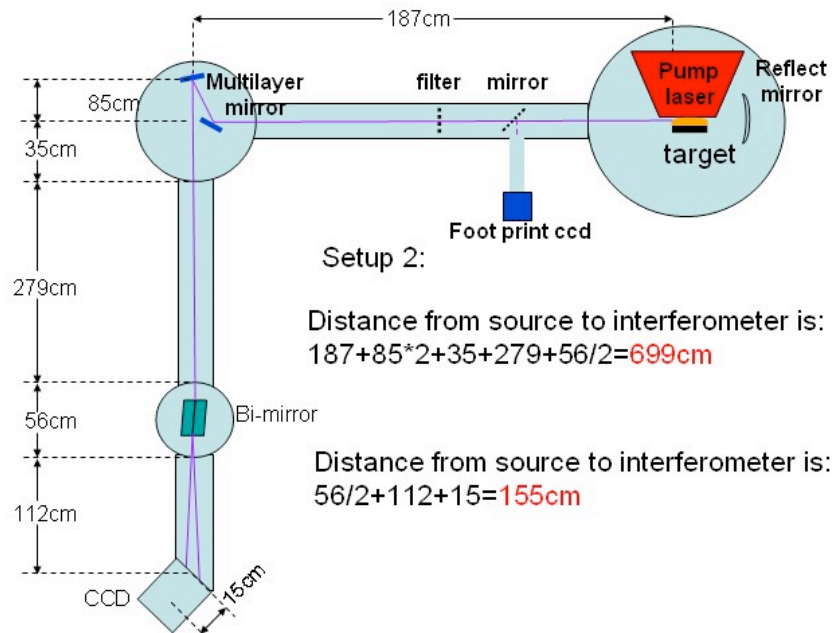 187cm
Multilayer
mirror
filter
mirror
Pump
laser
Reflect
mirror
85cm
35cm
target
Foot print ccd
Setup 2:
279cm
Distance from source to interferometer is:
187+85*2+35+279+56/2=699cm
56cm
Bi-mirror
Distance from source to interferometer is:
56/2+112+15=155cm
112cm
CCD
15cm